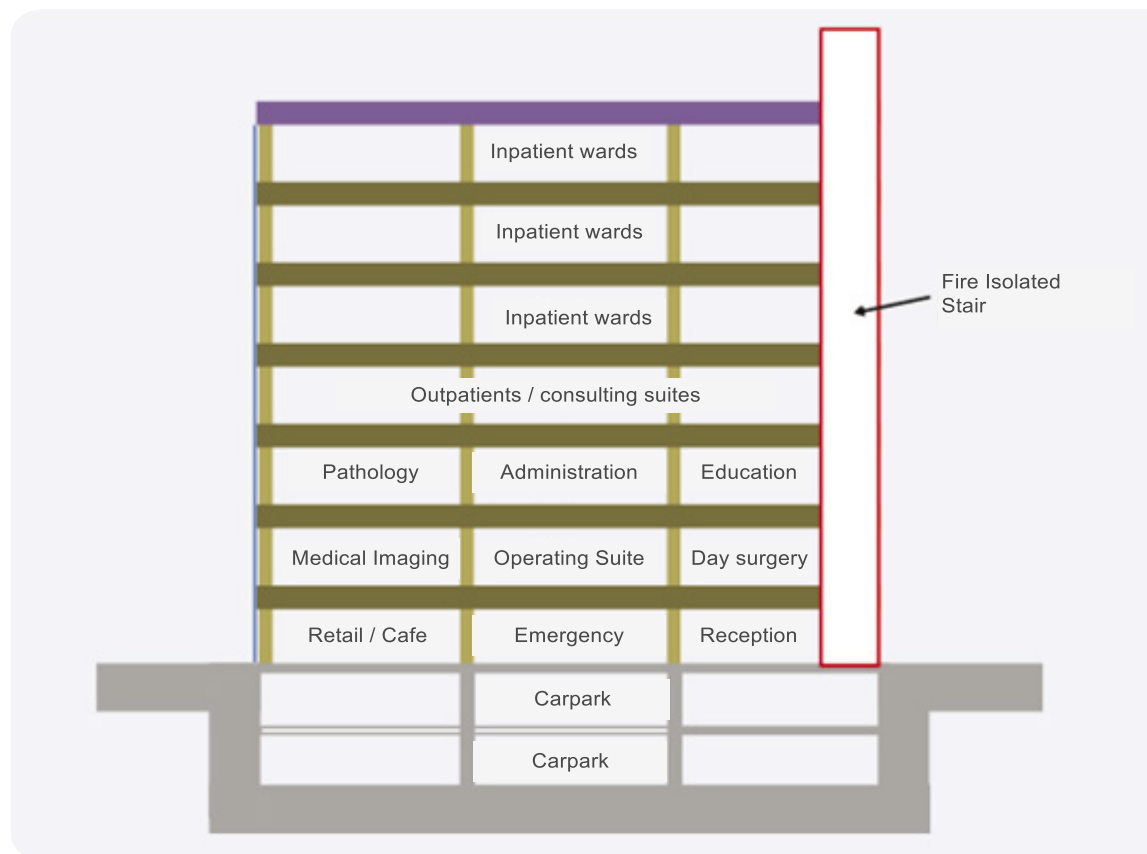 Inpatient wards
Inpatient wards
Fire Isolated
Stair
Inpatient wards
Outpatients / consulting suites
Pathology
Administration
Education
Medical Imaging
Operating Suite
Day surgery
Retail / Cafe
Emergency
Reception
Carpark
Carpark